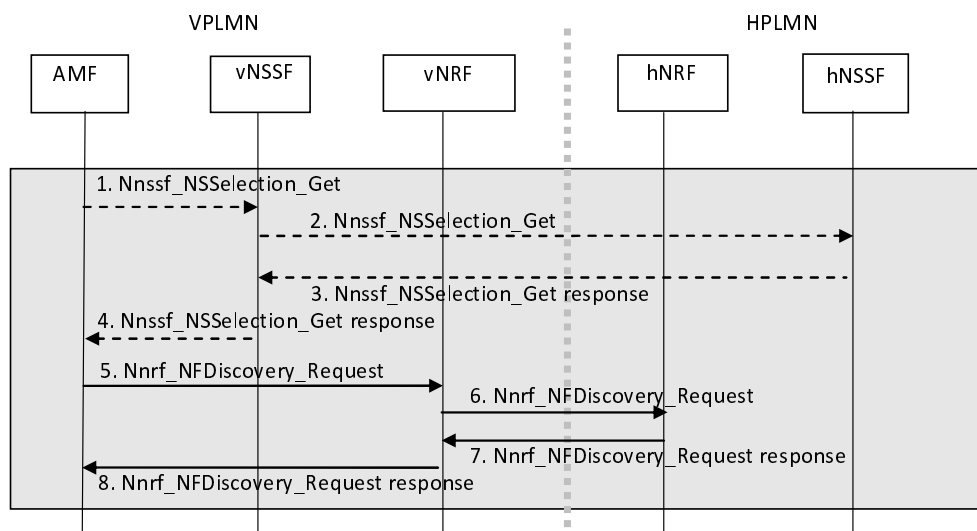 VPLMN
HPLMN
AMF
vNSSF
vNRF
hNRF
hNSSF
1. Nnssf_NSSelection_Get
2. Nnssf_NSSelection_Get
3. Nnssf_NSSelection_Get response
4. Nnssf_NSSelection_Get response
5. Nnrf_NFDiscovery_Request
6. Nnrf_NFDiscovery_Request
7. Nnrf_NFDiscovery_Request response
8. Nnrf_NFDiscovery_Request response